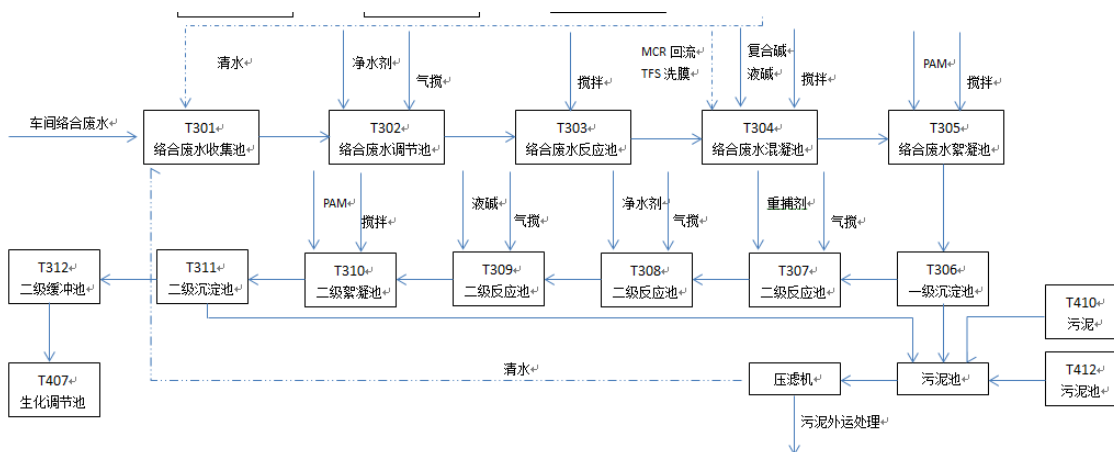 清水
净水剂
气搅
搅拌
MCR 回流
TFS 洗膜
复合碱
液碱
搅拌
PAM
搅拌
车间络合废水
T301
络合废水收集池
T302
络合废水调节池
T303
络合废水反应池
T304
络合废水混凝池
T305
络合废水絮凝池
PAM
搅拌
液碱
气搅
净水剂
气搅
重捕剂
气搅
T312
二级缓冲池
T311
二级沉淀池
T310
二级絮凝池
T309
二级反应池
T308
二级反应池
T307
二级反应池
T306
一级沉淀池
T410
污泥
T407
生化调节池
清水
压滤机
污泥池
T412
污泥池
污泥外运处理